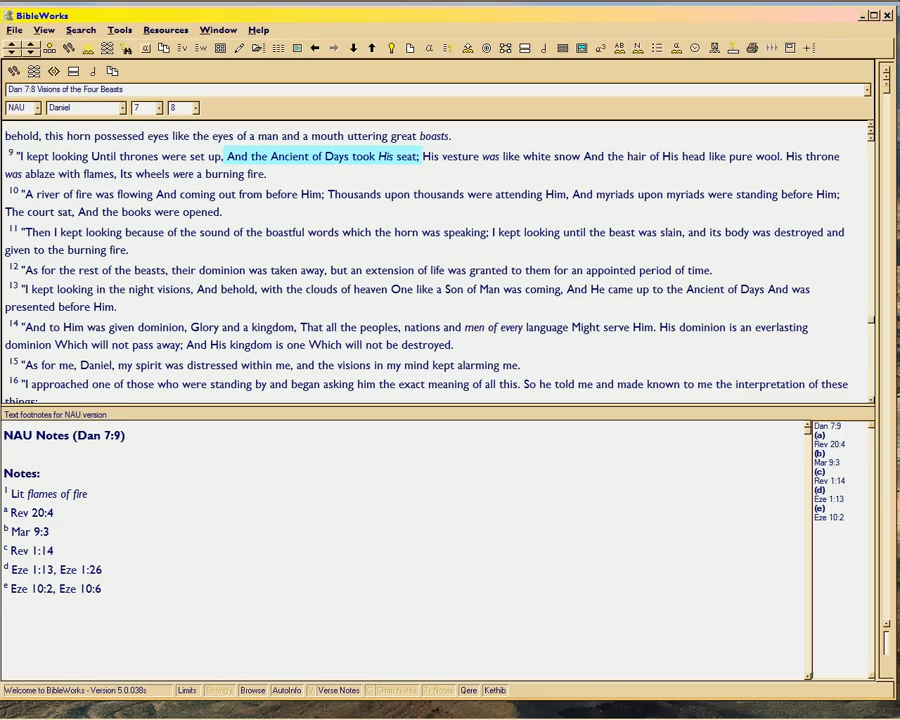 BibleWorks
File View Search Tools Resources Window Help
Dan 7:8 Visions of the Four Beasts
NAU Daniel 7 8
behold, this horn possessed eyes like the eyes of a man and a mouth uttering great boasts.
9 "I kept looking Until thrones were set up, And the Ancient of Days took His seat; His vesture was like white snow And the hair of His head like pure wool. His throne
was ablaze with flames, Its wheels were a burning fire.
10 "A river of fire was flowing And coming out from before Him; Thousands upon thousands were attending Him, And myriads upon myriads were standing before Him;
The court sat, And the books were opened.
11 "Then I kept looking because of the sound of the boastful words which the horn was speaking; I kept looking until the beast was slain, and its body was destroyed and
given to the burning fire.
12 "As for the rest of the beasts, their dominion was taken away, but an extension of life was granted to them for an appointed period of time.
13 "I kept looking in the night visions, And behold, with the clouds of heaven One like a Son of Man was coming, And He came up to the Ancient of Days And was
presented before Him.
14 "And to Him was given dominion, Glory and a kingdom, That all the peoples, nations and men of every language Might serve Him. His dominion is an everlasting
dominion Which will not pass away; And His kingdom is one Which will not be destroyed.
15 "As for me, Daniel, my spirit was distressed within me, and the visions in my mind kept alarming me.
16 "I approached one of those who were standing by and began asking him the exact meaning of all this. So he told me and made known to me the interpretation of these
things:
Text footnotes for NAU version
NAU Notes (Dan 7:9)
Notes:
1 Lit flames of fire
a Rev 20:4
b Mar 9:3
c Rev 1:14
d Eze 1:13, Eze 1:26
e Eze 10:2, Eze 10:6
Dan 7:9
(a)
Rev 20:4
(b)
Mar 9:3
(c)
Rev 1:14
(d)
Eze 1:13
(e)
Eze 10:2
Welcome to BibleWorks - Version 5.0.038s Limits Strong's Browse AutoInfo V Verse Notes C Chap Notes Tr Notes Qere Kethib